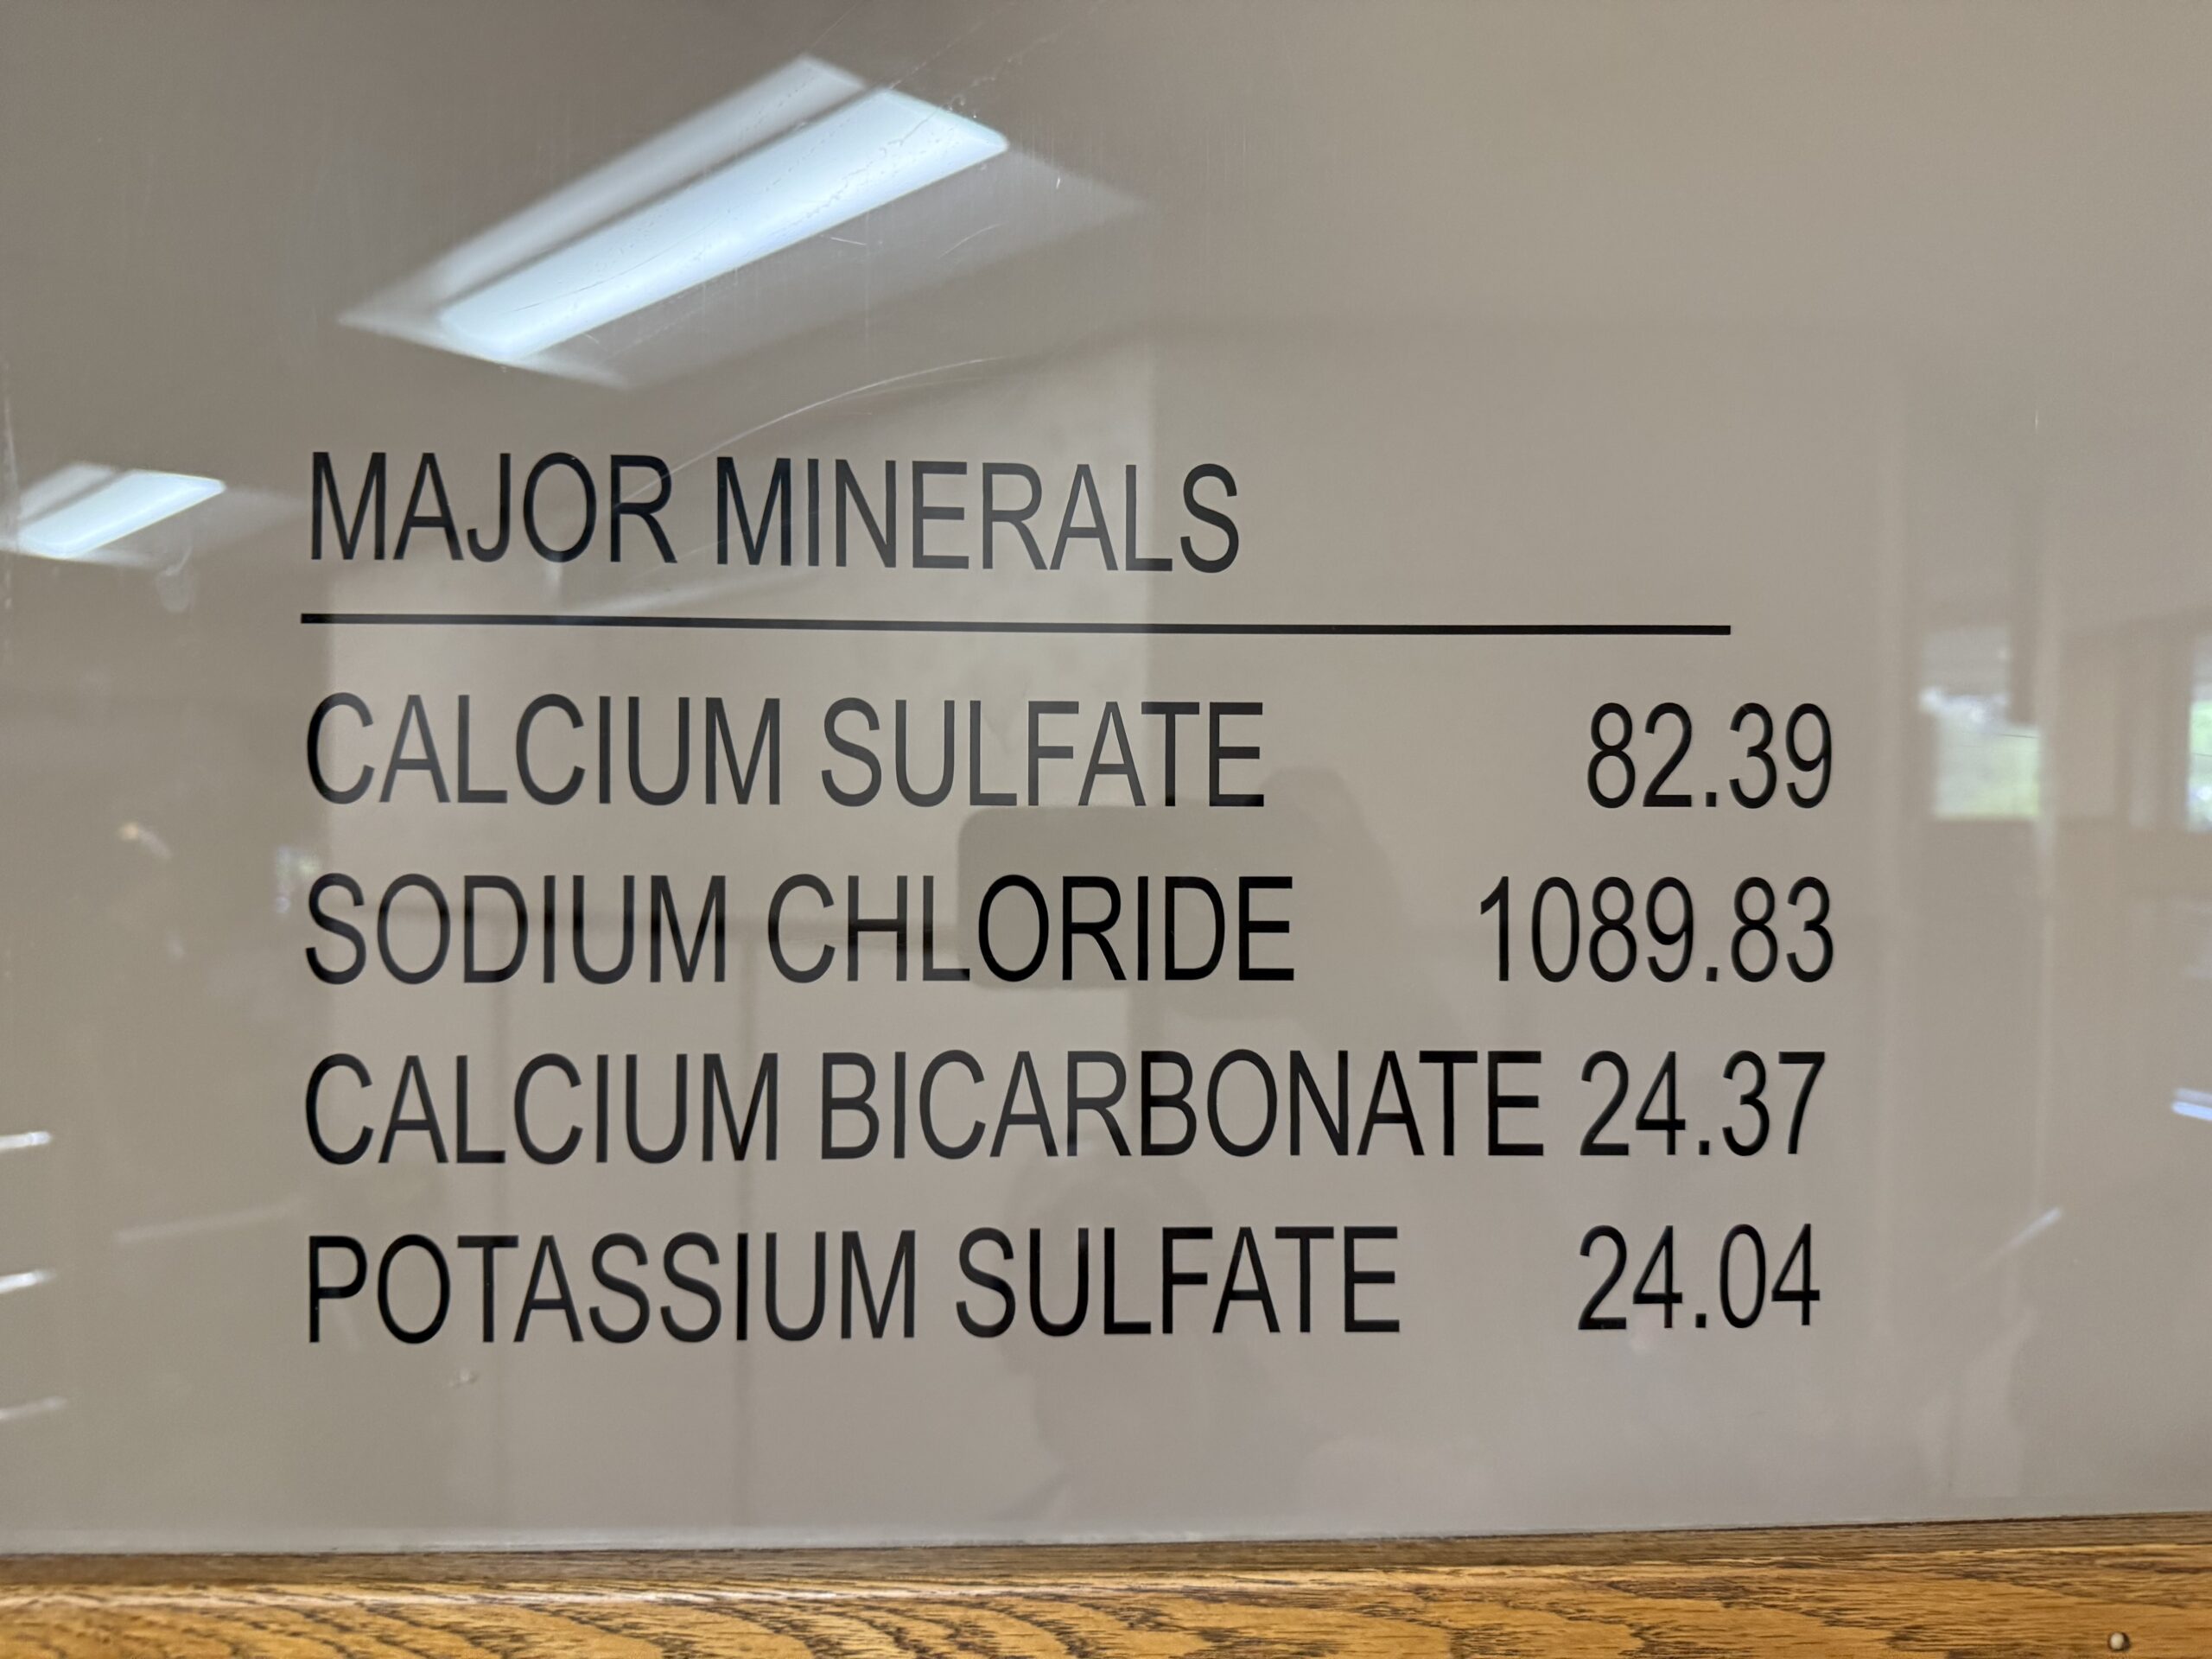 MAJOR MINERALS
CALCIUM SULFATE 82.39
SODIUM CHLORIDE 1089.83
CALCIUM BICARBONATE 24.37
POTASSIUM SULFATE 24.04